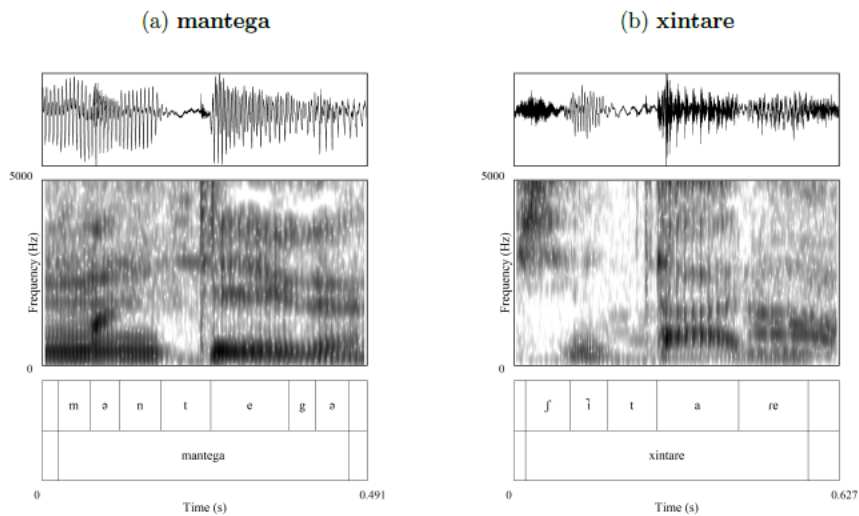 (a) mantega
(b) xintare
5000
Frequency (Hz)
0
m ə n t e g ə
mantega
0 0.491
Time (s)
5000
Frequency (Hz)
0
ʃ ĩ t a ɾe
xintare
0 0.627
Time (s)